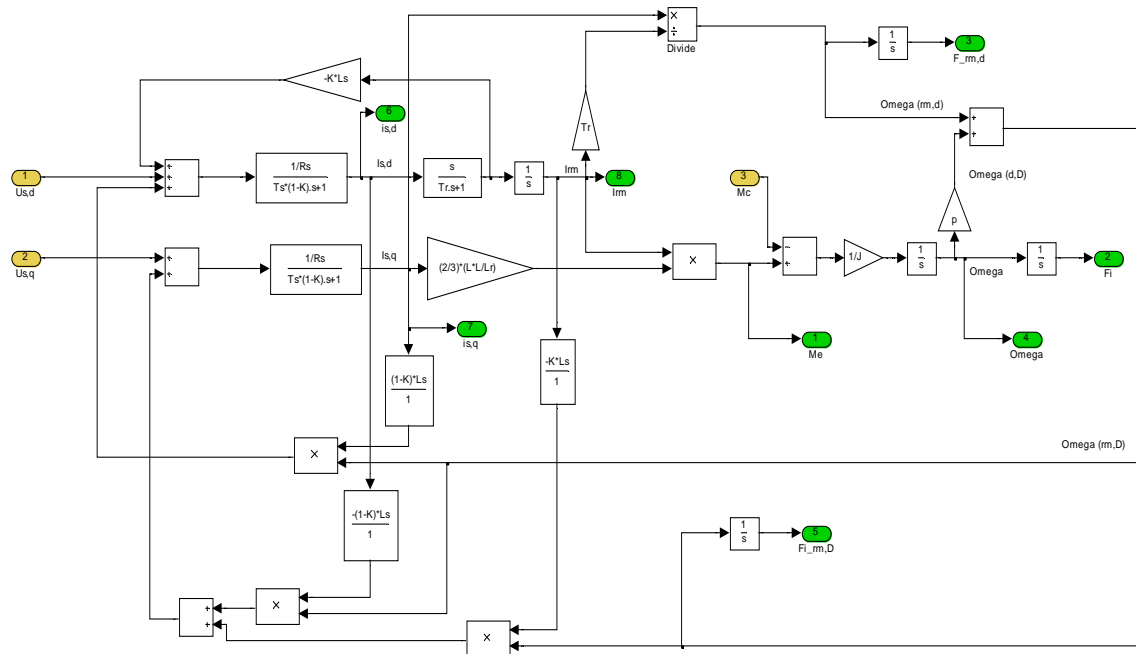 ×
÷
Divide
1
s
3
F_rm,d
-K*Ls
6
is,d
Tr
Omega (rm,d)
+
+
1
Us,d
+
+
+
1/Rs
Ts*(1-K).s+1
Is,d
s
Tr.s+1
1
s
Irm
8
Irm
3
Mc
Omega (d,D)
p
2
Us,q
+
+
1/Rs
Ts*(1-K).s+1
Is,q
(2/3)*(L*L/Lr)
×
-
+
1/J
1
s
Omega
1
s
2
Fi
7
is,q
1
Me
4
Omega
(1-K)*Ls
1
-K*Ls
1
×
Omega (rm,D)
-(1-K)*Ls
1
1
s
5
Fi_rm,D
+
+
×
×